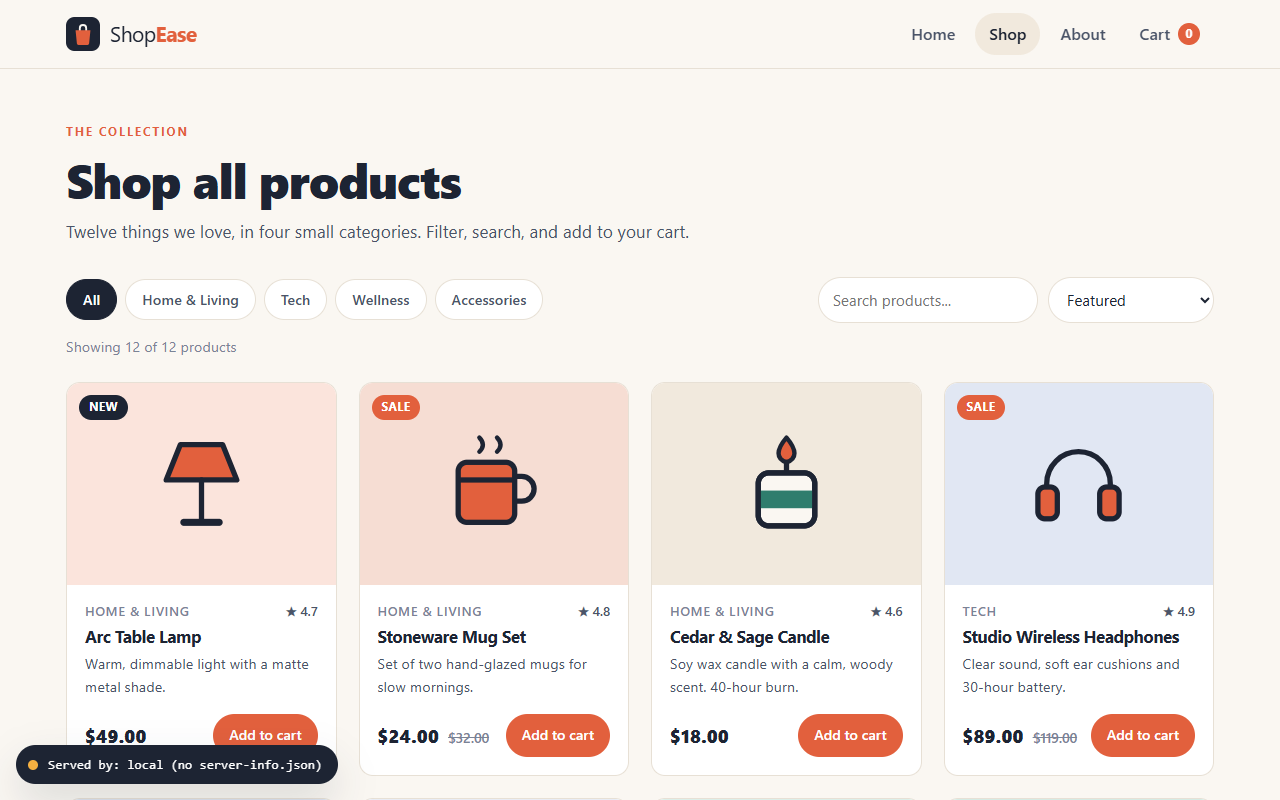 ShopEase
Home Shop About Cart 0
THE COLLECTION
Shop all products
Twelve things we love, in four small categories. Filter, search, and add to your cart.
All Home & Living Tech Wellness Accessories Search products... Featured
Showing 12 of 12 products
NEW
SALE
SALE
HOME & LIVING ★ 4.7
Arc Table Lamp
Warm, dimmable light with a matte
metal shade.
$49.00 Add to cart
HOME & LIVING ★ 4.8
Stoneware Mug Set
Set of two hand-glazed mugs for
slow mornings.
$24.00 $32.00 Add to cart
HOME & LIVING ★ 4.6
Cedar & Sage Candle
Soy wax candle with a calm, woody
scent. 40-hour burn.
$18.00 Add to cart
TECH ★ 4.9
Studio Wireless Headphones
Clear sound, soft ear cushions and
30-hour battery.
$89.00 $119.00 Add to cart
Served by: local (no server-info.json)